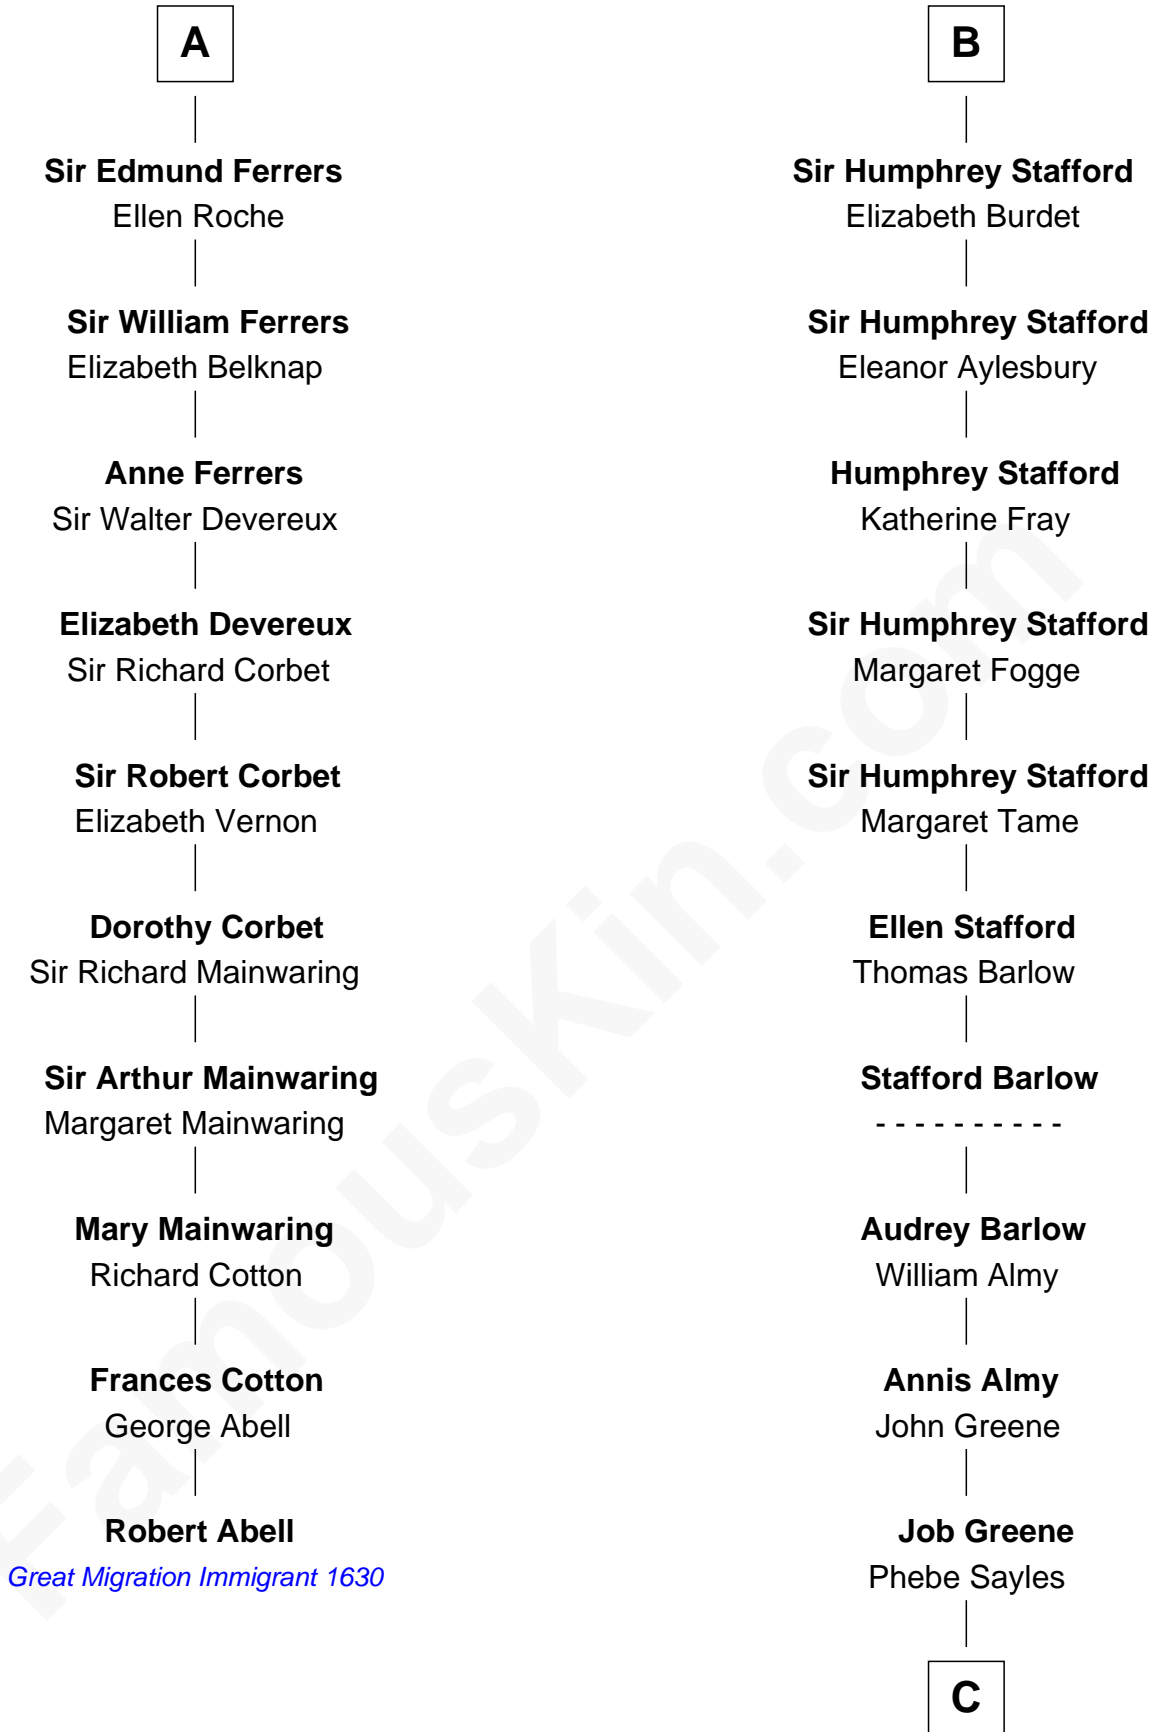 A
Sir Edmund Ferrers
Ellen Roche
Sir William Ferrers
Elizabeth Belknap
Anne Ferrers
Sir Walter Devereux
Elizabeth Devereux
Sir Richard Corbet
Sir Robert Corbet
Elizabeth Vernon
Dorothy Corbet
Sir Richard Mainwaring
Sir Arthur Mainwaring
Margaret Mainwaring
Mary Mainwaring
Richard Cotton
Frances Cotton
George Abell
Robert Abell
Great Migration Immigrant 1630
B
Sir Humphrey Stafford
Elizabeth Burdet
Sir Humphrey Stafford
Eleanor Aylesbury
Humphrey Stafford
Katherine Fray
Sir Humphrey Stafford
Margaret Fogge
Sir Humphrey Stafford
Margaret Tame
Ellen Stafford
Thomas Barlow
Stafford Barlow
- - - - - - - - - -
Audrey Barlow
William Almy
Annis Almy
John Greene
Job Greene
Phebe Sayles
C
FamousKin.com